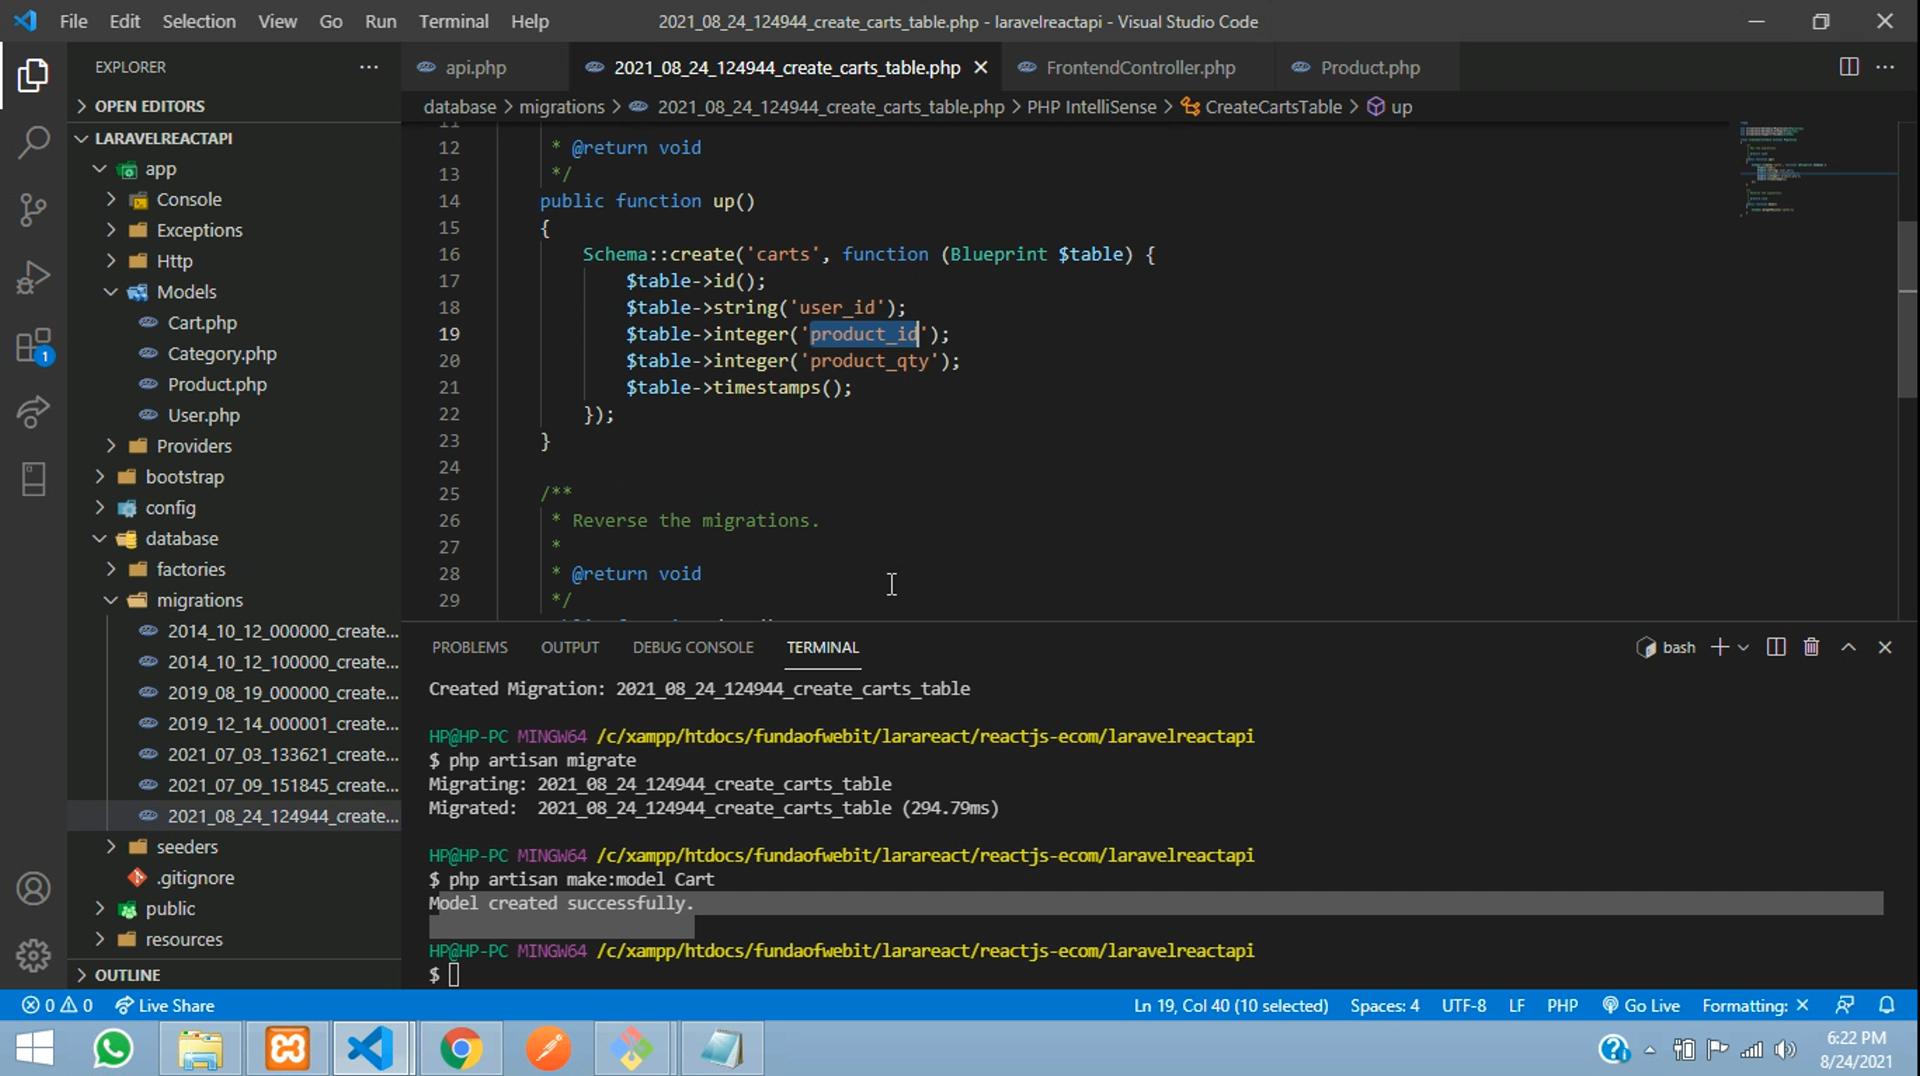 File Edit Selection View Go Run Terminal Help 2021_08_24_124944_create_carts_table.php - laravelreactapi - Visual Studio Code
EXPLORER ···
api.php 2021_08_24_124944_create_carts_table.php FrontendController.php Product.php ···
OPEN EDITORS
database > migrations > 2021_08_24_124944_create_carts_table.php > PHP IntelliSense > CreateCartsTable > up
LARAVELREACTAPI
app
Console
Exceptions
Http
Models
Cart.php
Category.php
Product.php
User.php
Providers
bootstrap
config
database
factories
migrations
2014_10_12_000000_create...
2014_10_12_100000_create...
2019_08_19_000000_create...
2019_12_14_000001_create...
2021_07_03_133621_create...
2021_07_09_151845_create...
2021_08_24_124944_create...
seeders
.gitignore
public
resources
OUTLINE
1
11
12 * @return void
13 */
14 public function up()
15 {
16 Schema::create('carts', function (Blueprint $table) {
17 $table->id();
18 $table->string('user_id');
19 $table->integer('product_id');
20 $table->integer('product_qty');
21 $table->timestamps();
22 });
23 }
24
25 /**
26 * Reverse the migrations.
27 *
28 * @return void
29 */
PROBLEMS OUTPUT DEBUG CONSOLE TERMINAL bash
Created Migration: 2021_08_24_124944_create_carts_table
HP@HP-PC MINGW64 /c/xampp/htdocs/fundaofwebit/larareact/reactjs-ecom/laravelreactapi
$ php artisan migrate
Migrating: 2021_08_24_124944_create_carts_table
Migrated: 2021_08_24_124944_create_carts_table (294.79ms)
HP@HP-PC MINGW64 /c/xampp/htdocs/fundaofwebit/larareact/reactjs-ecom/laravelreactapi
$ php artisan make:model Cart
Model created successfully.
HP@HP-PC MINGW64 /c/xampp/htdocs/fundaofwebit/larareact/reactjs-ecom/laravelreactapi
$
0 0 Live Share Ln 19, Col 40 (10 selected) Spaces: 4 UTF-8 LF PHP Go Live Formatting: ×
6:22 PM
8/24/2021